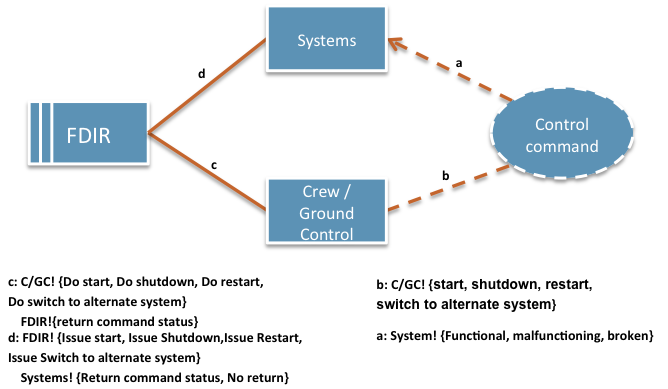 Systems
d
a
FDIR
Control
command
c
b
Crew /
Ground
Control
c: C/GC! {Do start, Do shutdown, Do restart,
Do switch to alternate system}
FDIR!{return command status}
d: FDIR! {Issue start, Issue Shutdown,Issue Restart,
Issue Switch to alternate system}
Systems! {Return command status, No return}
b: C/GC! {start, shutdown, restart,
switch to alternate system}
a: System! {Functional, malfunctioning, broken}